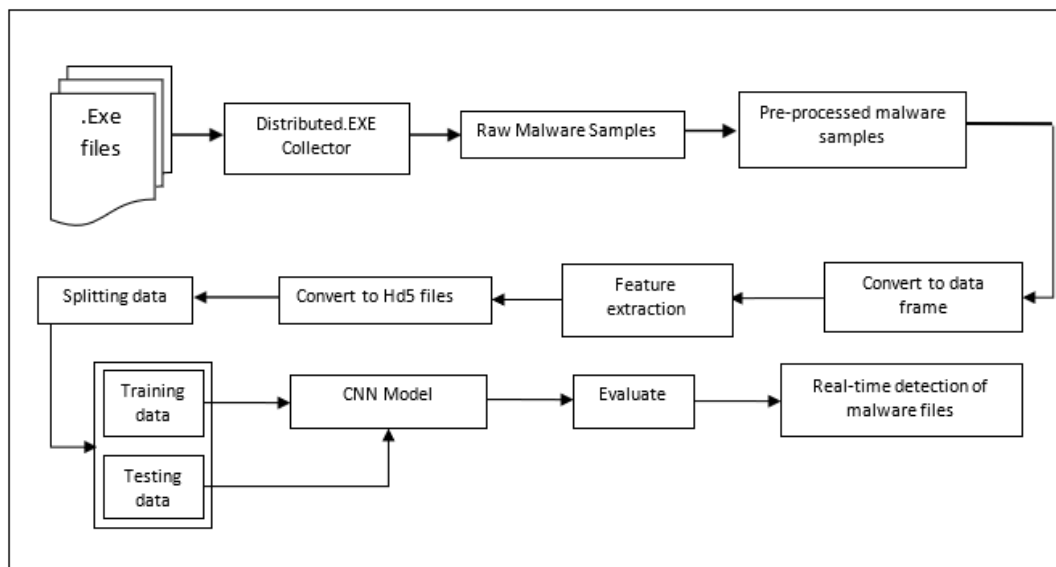 .Exe
files
Distributed.EXE
Collector
Raw Malware Samples
Pre-processed malware
samples
Splitting data
Convert to Hd5 files
Feature
extraction
Convert to data
frame
Training
data
CNN Model
Evaluate
Real-time detection of
malware files
Testing
data